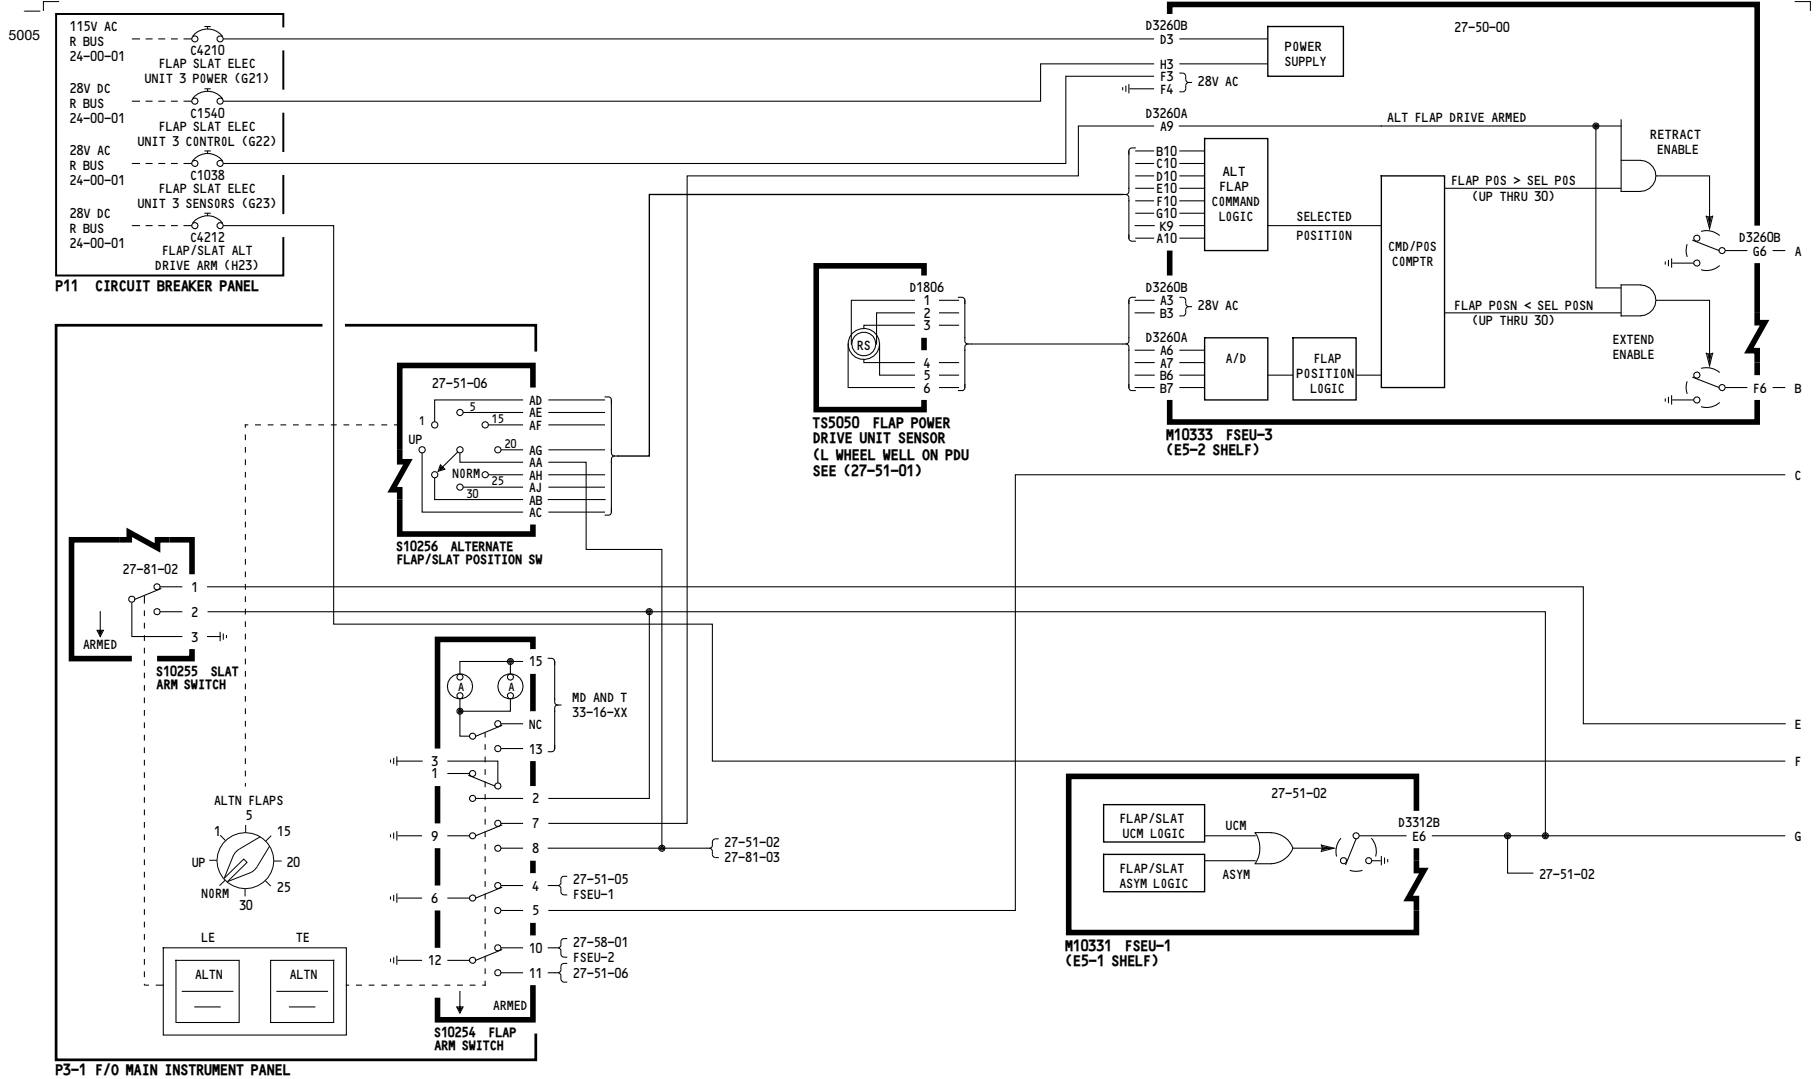 5005
115V AC
R BUS
24-00-01
C4210
FLAP SLAT ELEC
UNIT 3 POWER (G21)
28V DC
R BUS
24-00-01
C1540
FLAP SLAT ELEC
UNIT 3 CONTROL (G22)
28V AC
R BUS
24-00-01
C1038
FLAP SLAT ELEC
UNIT 3 SENSORS (G23)
28V DC
R BUS
24-00-01
C4212
FLAP/SLAT ALT
DRIVE ARM (H23)
P11 CIRCUIT BREAKER PANEL
27-50-00
D3260B
D3
H3
F3
F4
28V AC
POWER
SUPPLY
D3260A
A9
ALT FLAP DRIVE ARMED
RETRACT
ENABLE
B10
C10
D10
E10
F10
G10
K9
A10
ALT
FLAP
COMMAND
LOGIC
SELECTED
POSITION
CMD/POS
COMPTR
FLAP POS > SEL POS
(UP THRU 30)
D3260B
G6
A
D3260B
A3
B3
28V AC
FLAP POSN < SEL POSN
(UP THRU 30)
EXTEND
ENABLE
D3260A
A6
A7
B6
B7
A/D
FLAP
POSITION
LOGIC
F6
B
M10333 FSEU-3
(E5-2 SHELF)
D1806
1
2
3
4
5
6
RS
TS5050 FLAP POWER
DRIVE UNIT SENSOR
(L WHEEL WELL ON PDU
SEE (27-51-01)
27-51-06
AD
AE
AF
AG
AA
AH
AJ
AB
AC
5
1
15
UP
20
NORM
25
30
S10256 ALTERNATE
FLAP/SLAT POSITION SW
C
27-81-02
1
2
3
ARMED
S10255 SLAT
ARM SWITCH
15
A
A
NC
13
MD AND T
33-16-XX
3
1
2
7
9
8
27-51-02
27-81-03
4
27-51-05
FSEU-1
6
5
10
27-58-01
FSEU-2
12
11
27-51-06
ARMED
S10254 FLAP
ARM SWITCH
E
F
G
27-51-02
FLAP/SLAT
UCM LOGIC
UCM
FLAP/SLAT
ASYM LOGIC
ASYM
D3312B
E6
27-51-02
M10331 FSEU-1
(E5-1 SHELF)
ALTN FLAPS
5
1
15
UP
20
NORM
25
30
LE
TE
ALTN
ALTN
P3-1 F/O MAIN INSTRUMENT PANEL